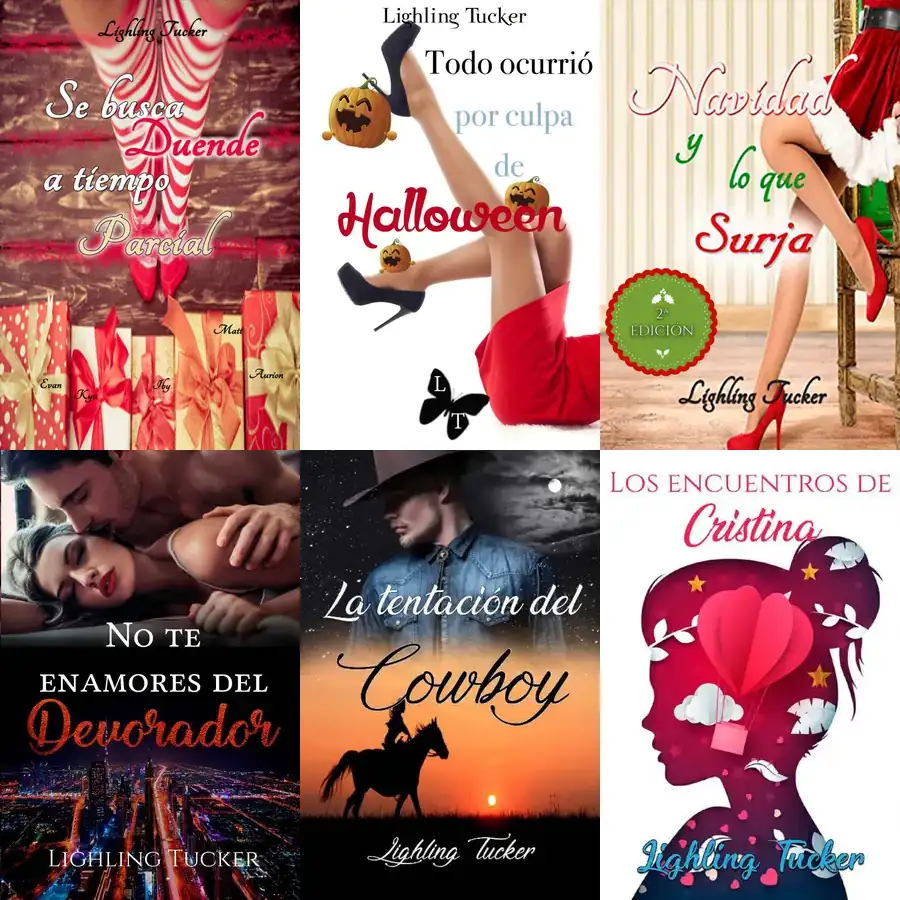 Lighling Tucker
Se busca
Duende
a tiempo
Parcial
Matt
Evan
Kya
Iby
Aurion
Lighling Tucker
Todo ocurrió
por culpa
de
Halloween
L
T
Navidad
y
lo que
Surja
2ª
EDICIÓN
Lighling Tucker
No te
enamores del
Devorador
Lighling Tucker
La tentación del
Cowboy
Lighling Tucker
Los encuentros de
Cristina
Lighling Tucker